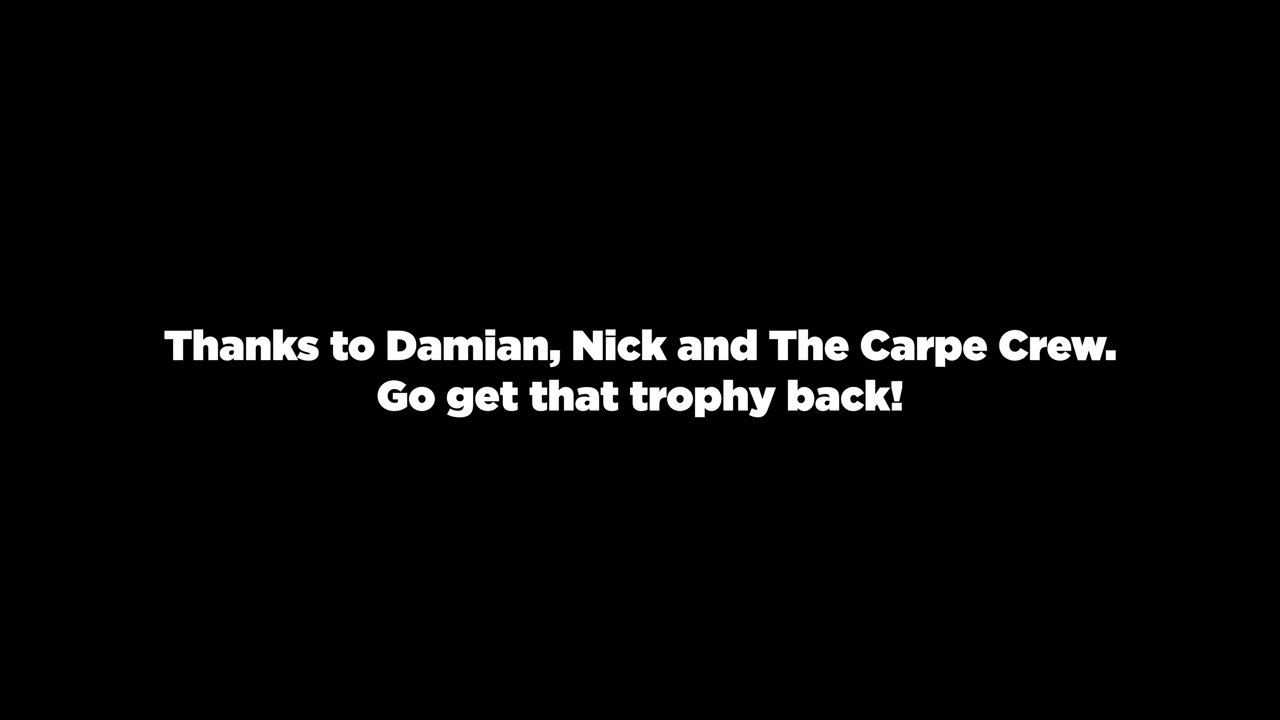 Thanks to Damian, Nick and The Carpe Crew.
Go get that trophy back!